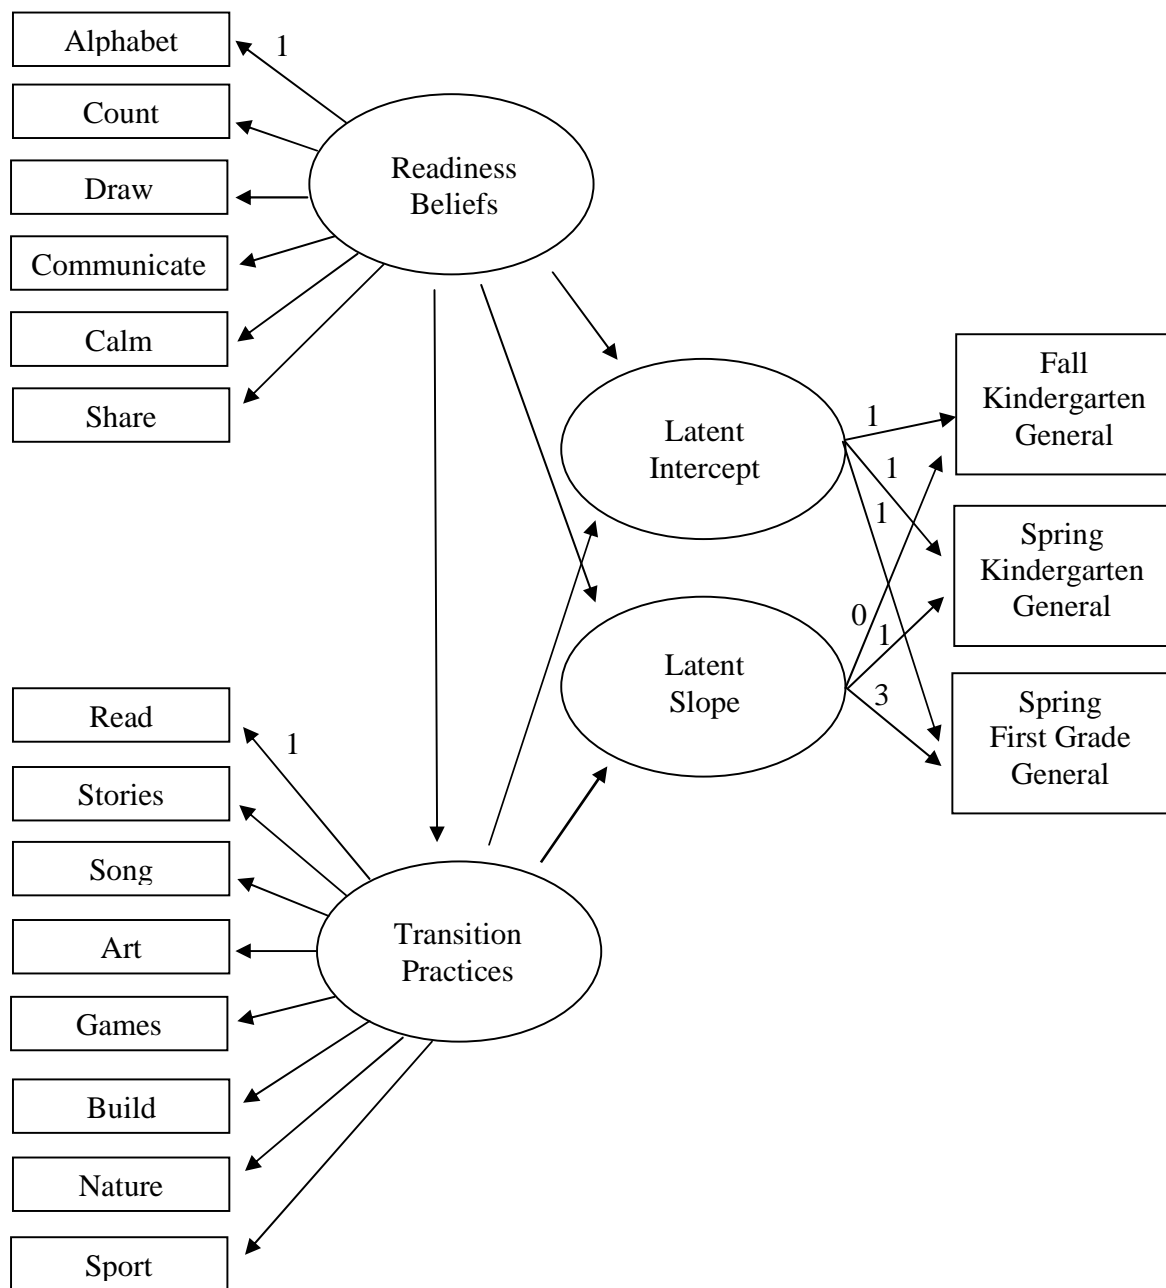 Alphabet
1
Count
Readiness
Beliefs
Draw
Communicate
Calm
Share
Latent
Intercept
Fall
Kindergarten
General
1
1
1
Spring
Kindergarten
General
0
1
3
Latent
Slope
Spring
First Grade
General
Read
1
Stories
Song
Art
Transition
Practices
Games
Build
Nature
Sport